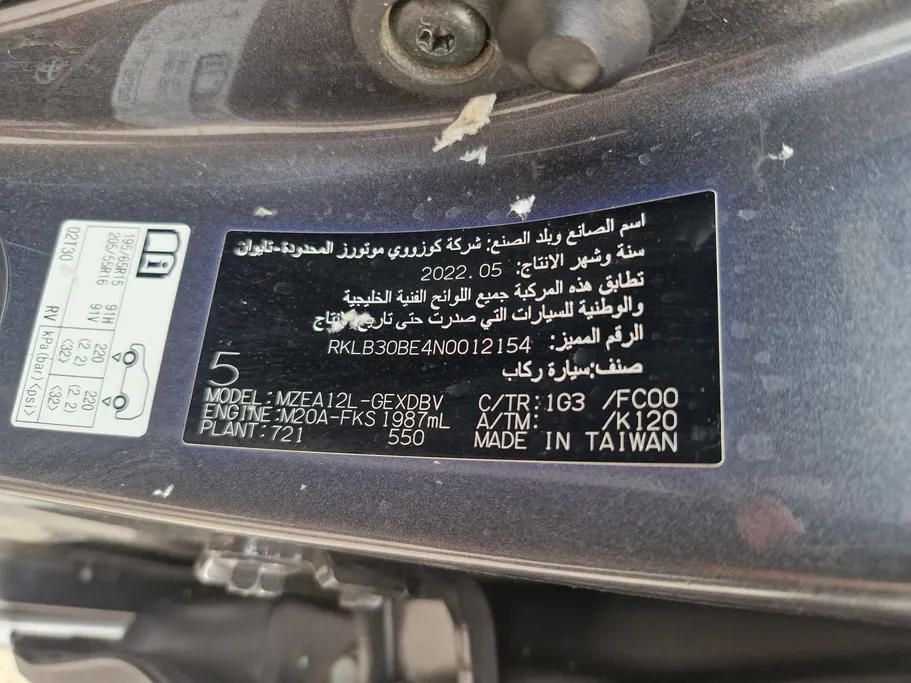 اسم الصانع وبلد الصنع: شركة كوزووي موتورز المحدودة-تايوان
سنة وشهر الانتاج: 2022.05
تطابق هذه المركبة جميع اللوائح الفنية الخليجية
والوطنية للسيارات التي صدرت حتى تاريخ الانتاج
الرقم المميز: RKLB30BE4N0012154
صنف:سيارة ركاب
5
MODEL:MZEA12L-GEXDBV C/TR:1G3 /FC00
ENGINE:M20A-FKS 1987mL A/TM: /K120
PLANT:721 550 MADE IN TAIWAN
195/65R15 91H 220 220
205/55R16 91V (2.2) (2.2)
(32) (32)
02T30 RV kPa(bar)<psi>